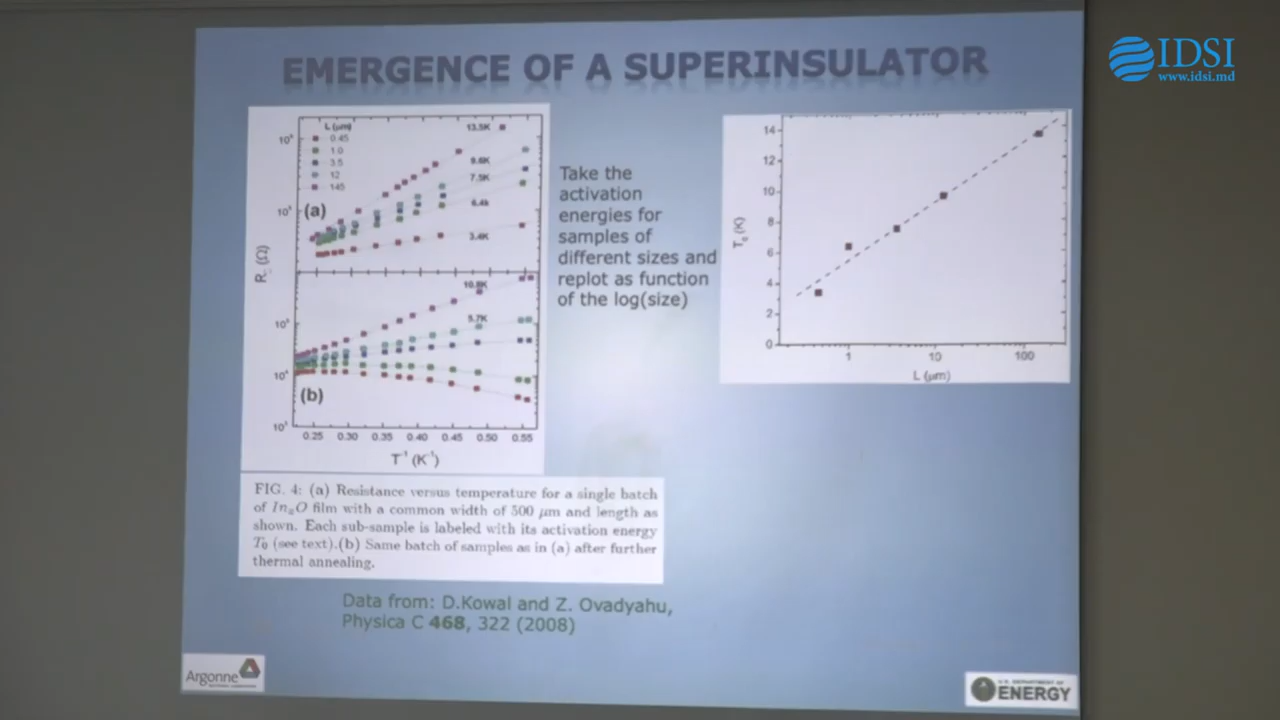 IDSI
www.idsi.md
EMERGENCE OF A SUPERINSULATOR
L (μm)
0.45
1.0
3.5
12
145
13.5K
9.6K
7.5K
6.4k
3.4K
(a)
R□ (Ω)
10.8K
5.7K
(b)
0.25 0.30 0.35 0.40 0.45 0.50 0.55
T⁻¹ (K⁻¹)
Take the
activation
energies for
samples of
different sizes and
replot as function
of the log(size)
14
12
10
8
6
4
2
0
T₀ (K)
1 10 100
L (μm)
FIG. 4: (a) Resistance versus temperature for a single batch
of InₓO film with a common width of 500 μm and length as
shown. Each sub-sample is labeled with its activation energy
T₀ (see text).(b) Same batch of samples as in (a) after further
thermal annealing.
Data from: D.Kowal and Z. Ovadyahu,
Physica C 468, 322 (2008)
Argonne
U.S. DEPARTMENT OF
ENERGY